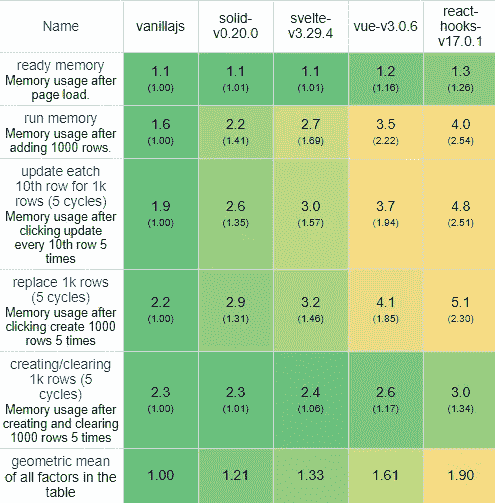 Name vanillajs solid-v0.20.0 svelte-v3.29.4 vue-v3.0.6 react-hooks-v17.0.1
ready memory
Memory usage after
page load.
1.1 1.1 1.1 1.2 1.3
(1.00) (1.01) (1.01) (1.16) (1.26)
run memory
Memory usage after
adding 1000 rows.
1.6 2.2 2.7 3.5 4.0
(1.00) (1.41) (1.69) (2.22) (2.54)
update eatch
10th row for 1k
rows (5 cycles)
Memory usage after
clicking update
every 10th row 5
times
1.9 2.6 3.0 3.7 4.8
(1.00) (1.35) (1.57) (1.94) (2.51)
replace 1k rows
(5 cycles)
Memory usage after
clicking create 1000
rows 5 times
2.2 2.9 3.2 4.1 5.1
(1.00) (1.31) (1.46) (1.85) (2.30)
creating/clearing
1k rows (5
cycles)
Memory usage after
creating and clearing
1000 rows 5 times
2.3 2.3 2.4 2.6 3.0
(1.00) (1.01) (1.06) (1.17) (1.34)
geometric mean
of all factors in the
table
1.00 1.21 1.33 1.61 1.90